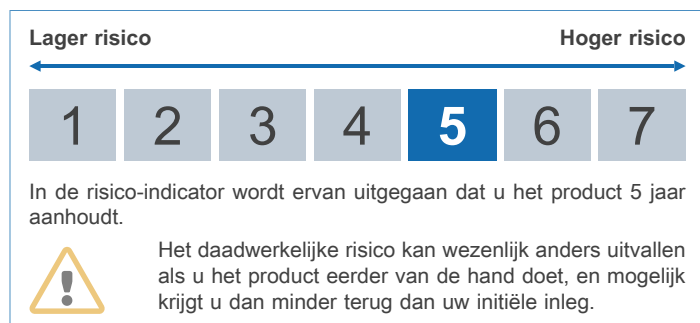 Lager risico Hoger risico
1 2 3 4 5 6 7
In de risico-indicator wordt ervan uitgegaan dat u het product 5 jaar
aanhoudt.
Het daadwerkelijke risico kan wezenlijk anders uitvallen
als u het product eerder van de hand doet, en mogelijk
krijgt u dan minder terug dan uw initiële inleg.
!